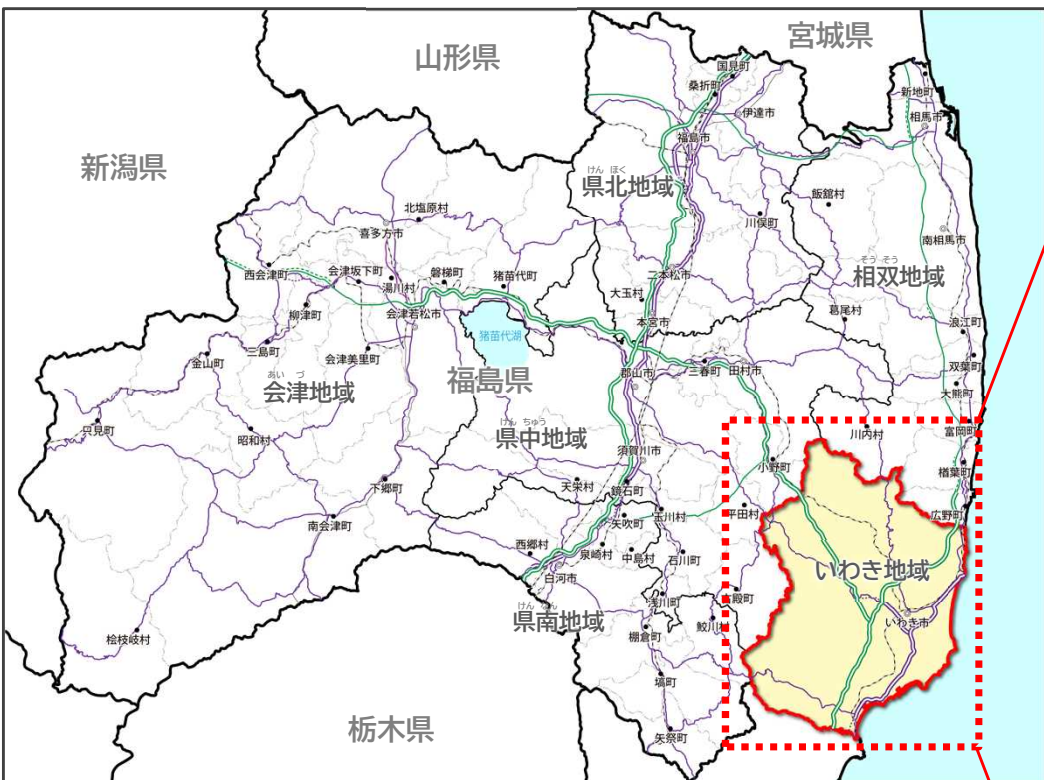 宮城県
山形県
国見町
桑折町
新地町
伊達市
相馬市
福島市
新潟県
けん ほく
県北地域
飯舘村
北塩原村
川俣町
喜多方市
南相馬市
そう そう
相双地域
西会津町
会津坂下町
磐梯町
猪苗代町
二本松市
湯川村
大玉村
柳津町
会津若松市
本宮市
葛尾村
浪江町
猪苗代湖
三島町
会津美里町
金山町
双葉町
三春町
田村市
郡山市
福島県
大熊町
あい づ
会津地域
只見町
昭和村
けん ちゅう
県中地域
川内村
富岡町
須賀川市
小野町
楢葉町
下郷町
天栄村
鏡石町
平田村
玉川村
広野町
南会津町
矢吹町
西郷村
泉崎村
中島村
石川町
いわき地域
白河市
浅川町
古殿町
けん なん
県南地域
鮫川村
いわき市
棚倉町
檜枝岐村
塙町
栃木県
矢祭町